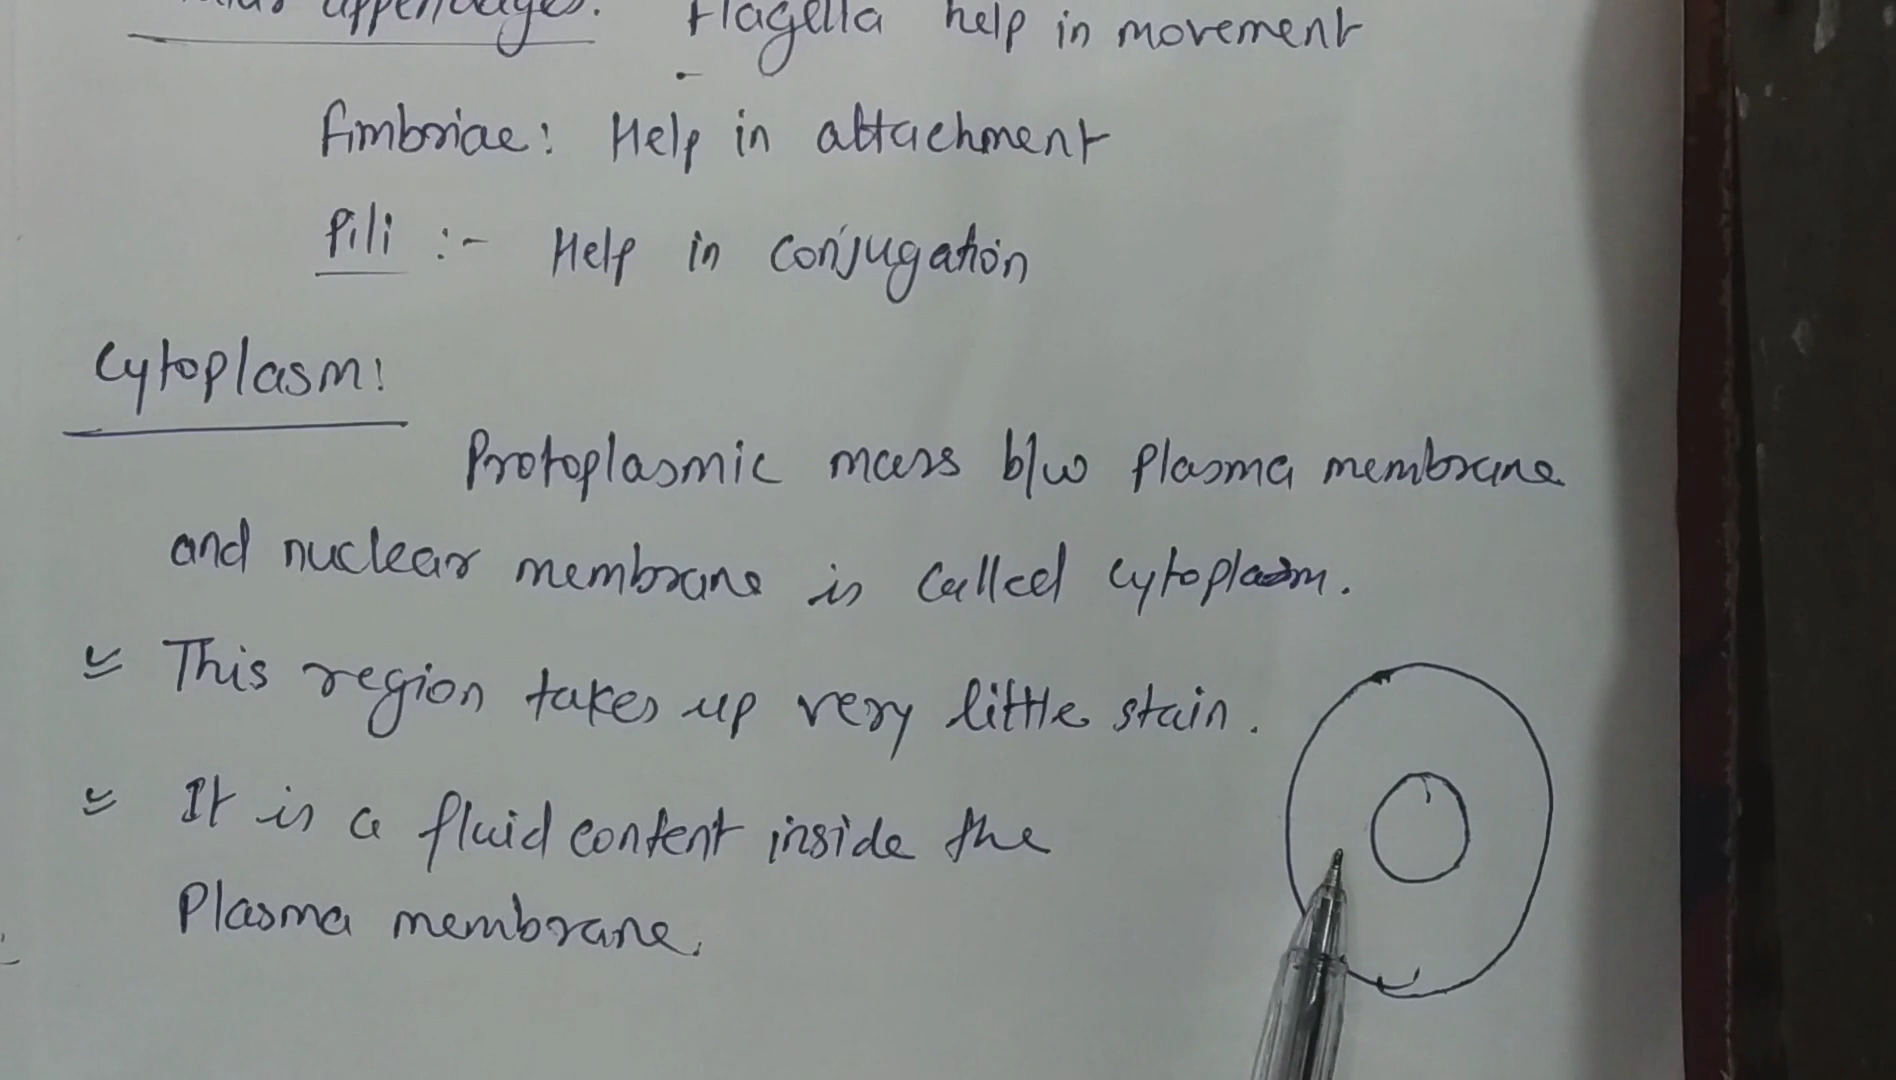 appendages: Flagella help in movement
Fimbriae: Help in attachment
Pili :- Help in conjugation
Cytoplasm:
Protoplasmic mass b/w Plasma membrane
and nuclear membrane is called cytoplasm.
This region takes up very little stain.
It is a fluid content inside the
Plasma membrane.